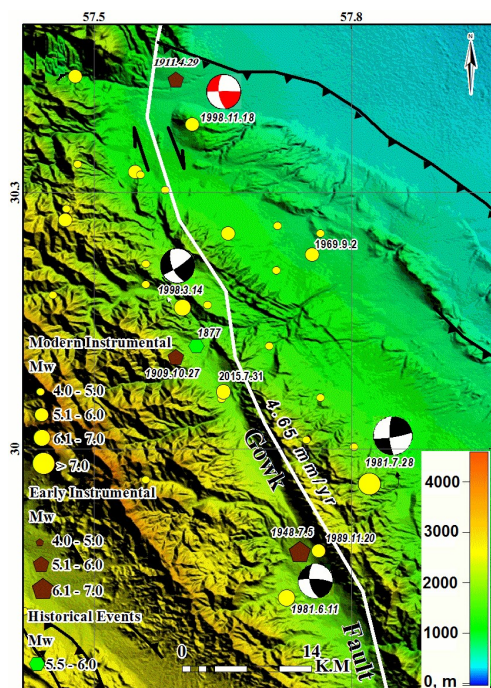 57.5 57.8
N
1911.4.29
1998.11.18
30.3
1969.9.2
1998.3.14
1877
Modern Instrumental
Mw
1909.10.27
4.0 - 5.0
2015.7.31
5.1 - 6.0
4.65 mm/yr
6.1 - 7.0
30
Gowk
> 7.0
1981.7.28
Early Instrumental
Mw
4000
4.0 - 5.0
1948.7.5
1989.11.20
3000
5.1 - 6.0
6.1 - 7.0
2000
1981.6.11
Historical Events
Mw
Fault
1000
5.5 - 6.0
0 14
KM
0, m